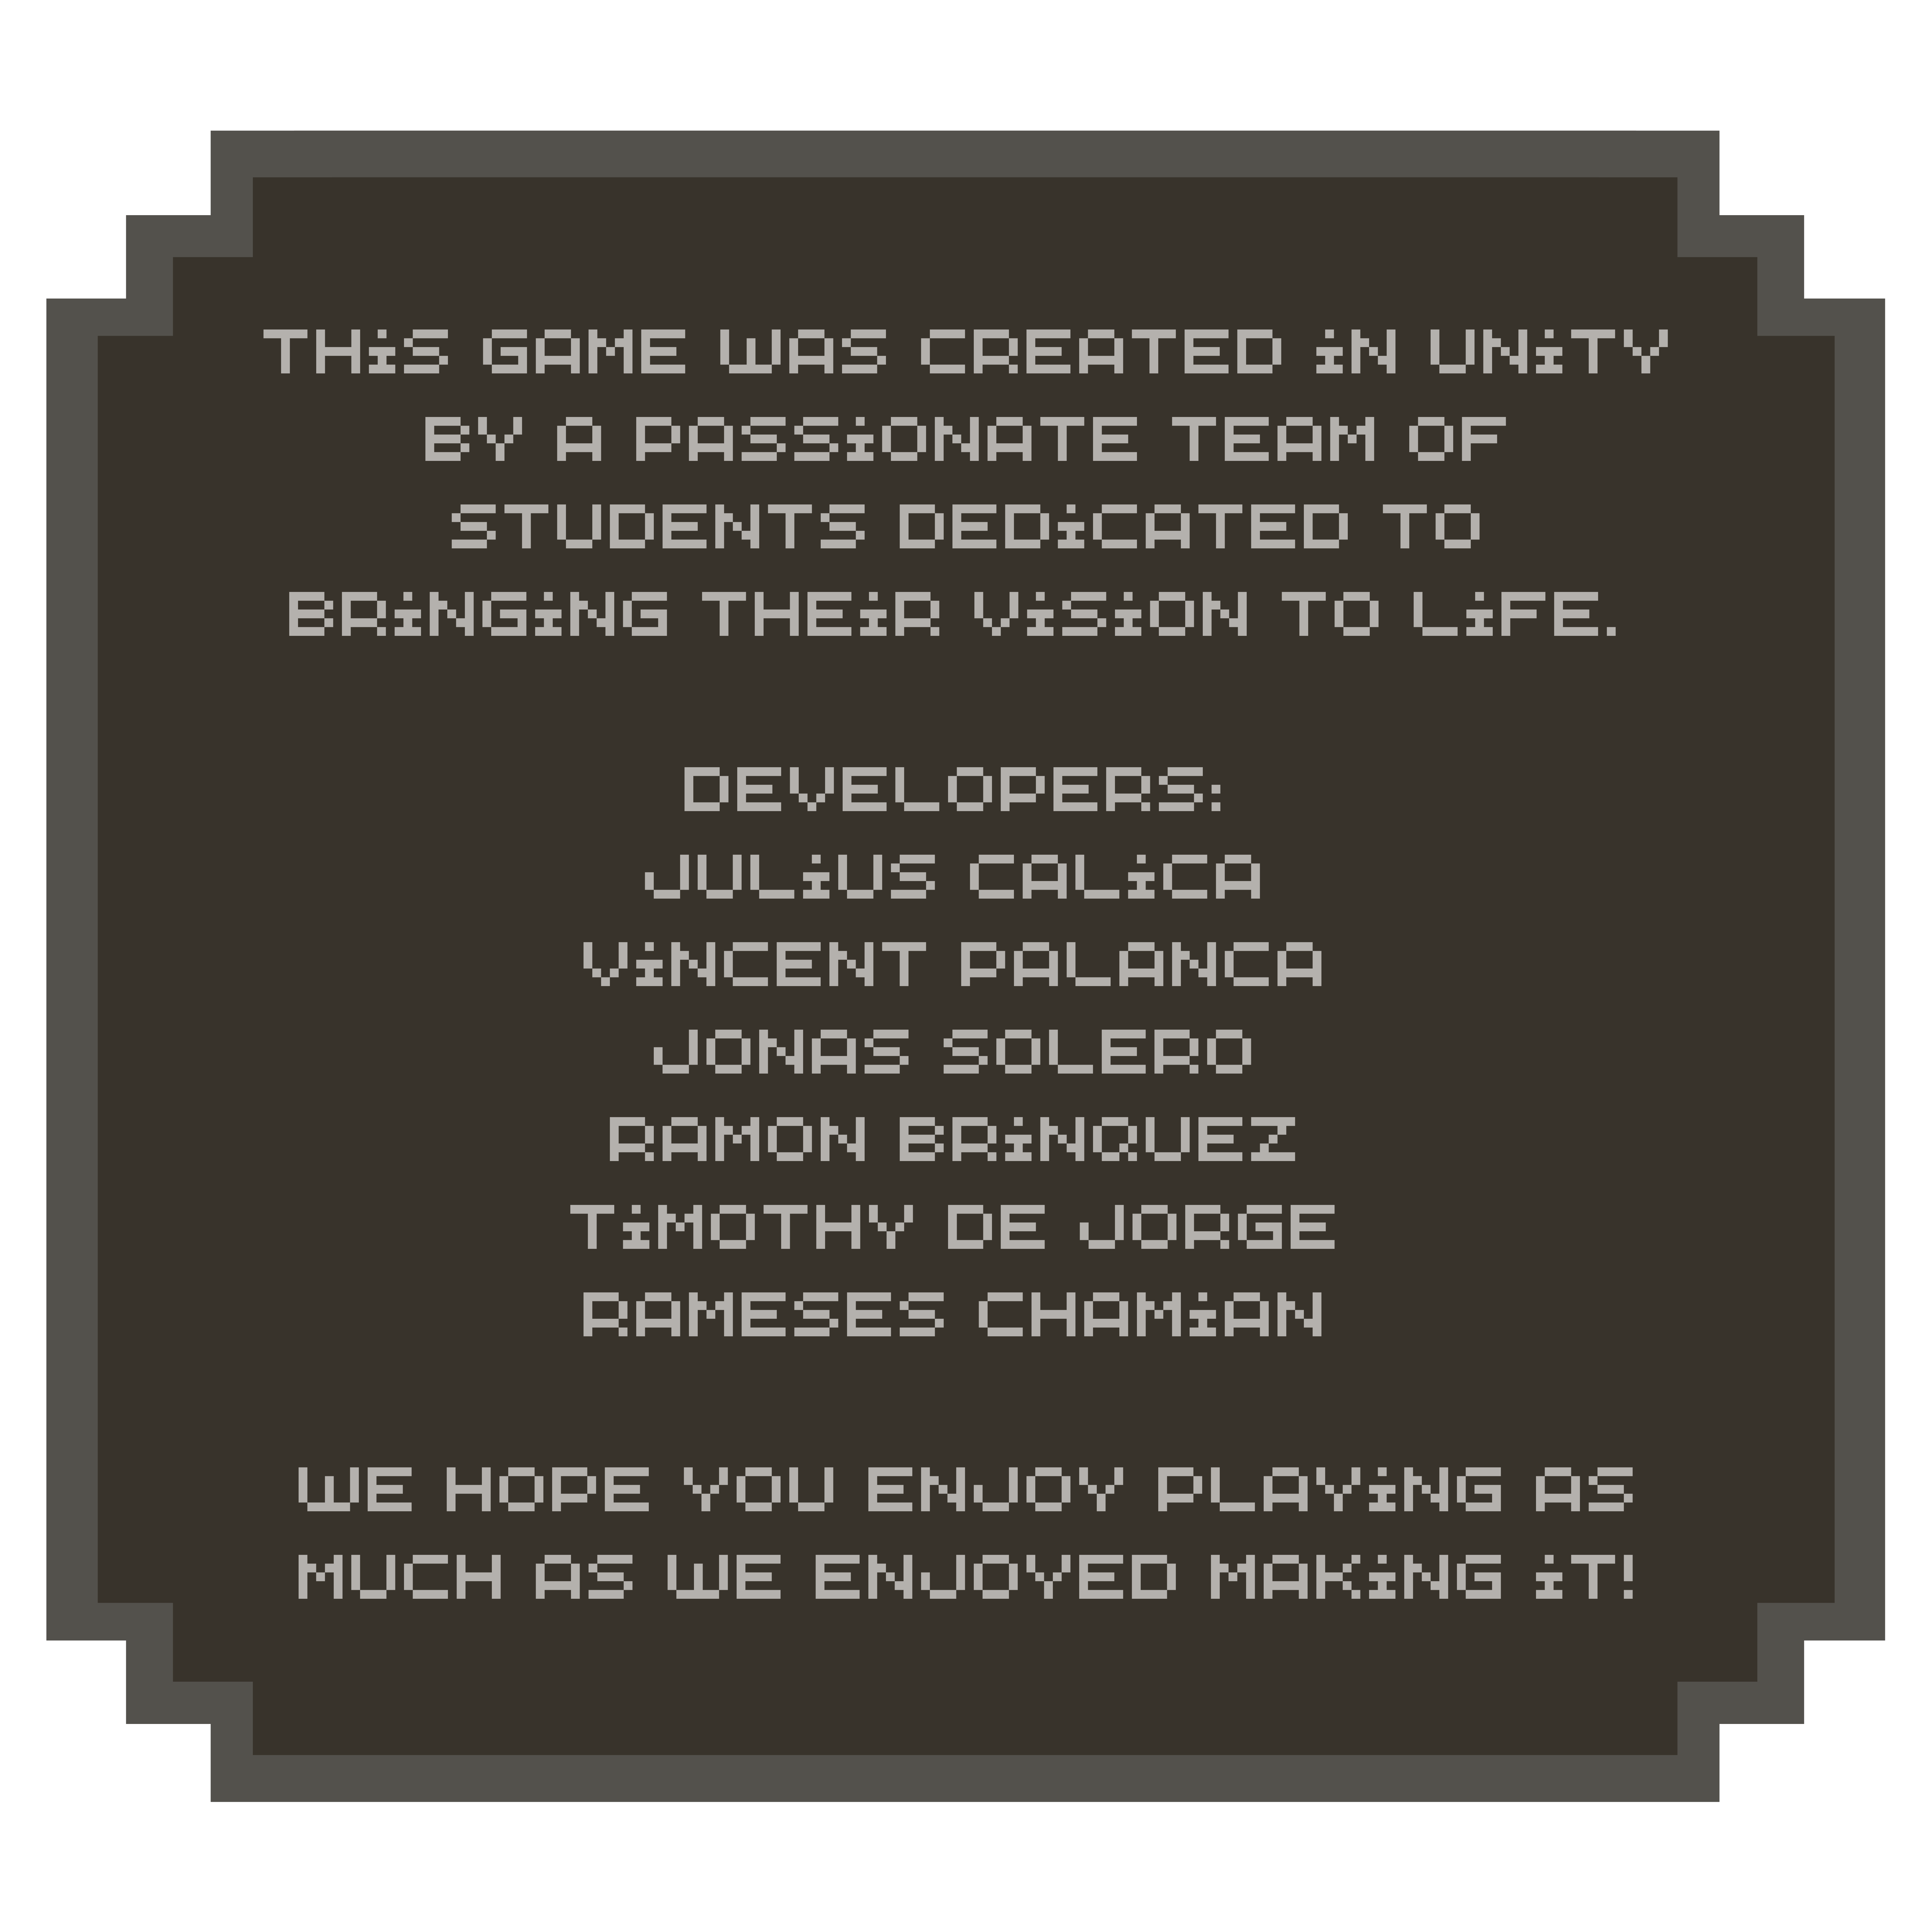 THiS GAME WAS CREATED iN UNiTY
BY A PASSiONATE TEAM OF
STUDENTS DEDiCATED TO
BRiNGiNG THEiR ViSiON TO LiFE.
DEVELOPERS:
JULiUS CALiCA
ViNCENT PALANCA
JONAS SOLERO
RAMON BRiNQUEZ
TiMOTHY DE JORGE
RAMESES CHAMiAN
WE HOPE YOU ENJOY PLAYiNG AS
MUCH AS WE ENJOYED MAKiNG iT!